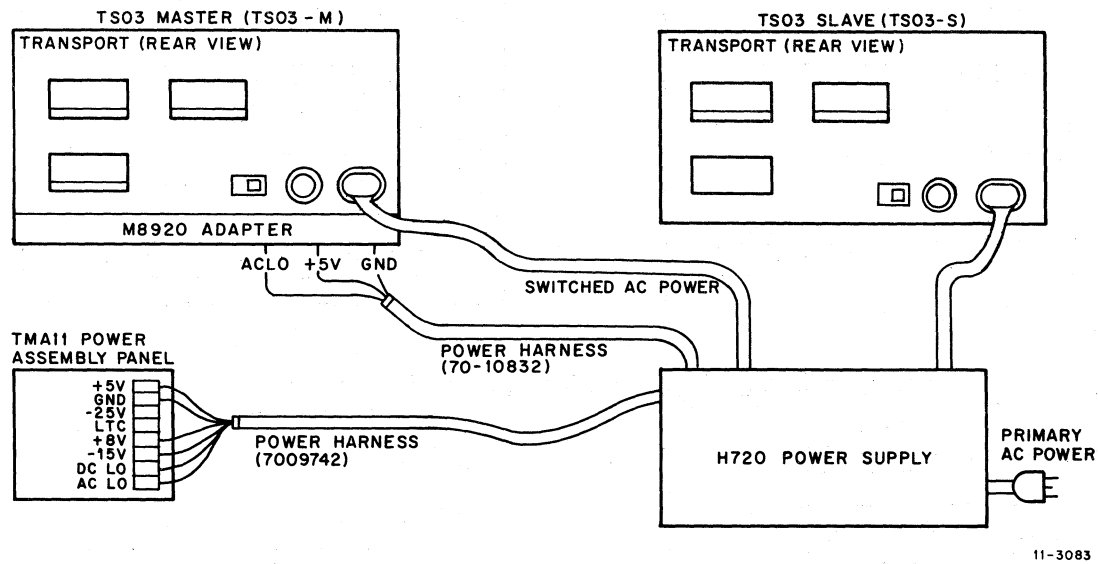 TS03 MASTER (TS03-M)
TRANSPORT (REAR VIEW)
M8920 ADAPTER
ACLO +5V GND
TS03 SLAVE (TS03-S)
TRANSPORT (REAR VIEW)
SWITCHED AC POWER
POWER HARNESS
(70-10832)
TMA11 POWER
ASSEMBLY PANEL
+5V
GND
-25V
LTC
+8V
-15V
DC LO
AC LO
POWER HARNESS
(7009742)
H720 POWER SUPPLY
PRIMARY
AC POWER
11-3083